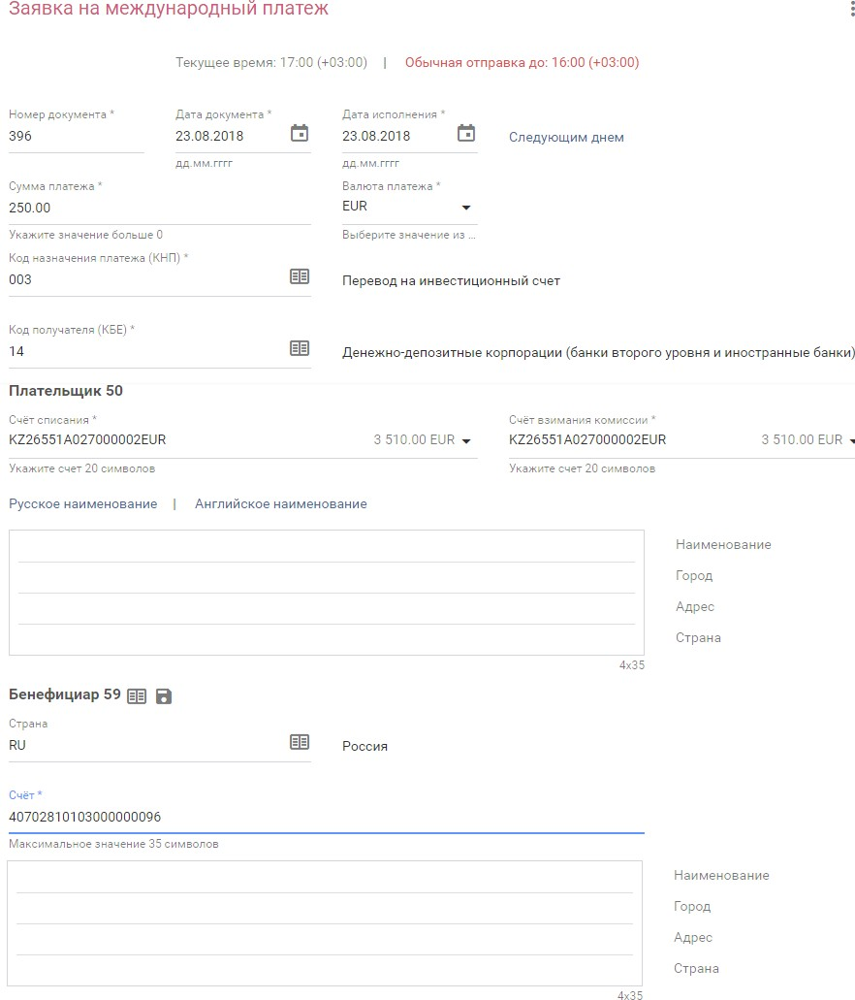 Заявка на международный платеж
Текущее время: 17:00 (+03:00) | Обычная отправка до: 16:00 (+03:00)
Номер документа * Дата документа * Дата исполения *
396 23.08.2018 23.08.2018 Следующим днем
дд.мм.гггг дд.мм.гггг
Сумма платежа * Валюта платежа *
250.00 EUR
Укажите значение больше 0 Выберите значение из ...
Код назначения платежа (КНП) *
003 Перевод на инвестиционный счет
Код получателя (КБЕ) *
14 Денежно-депозитные корпорации (банки второго уровня и иностранные банки)
Плательщик 50
Счёт списания * Счёт взимания комиссии *
KZ26551A027000002EUR 3 510.00 EUR KZ26551A027000002EUR 3 510.00 EUR
Укажите счет 20 символов Укажите счет 20 символов
Русское наименование | Английское наименование
Наименование
Город
Адрес
Страна
4x35
Бенефициар 59
Страна
RU Россия
Счёт *
40702810103000000096
Максимальное значение 35 символов
Наименование
Город
Адрес
Страна
4x35